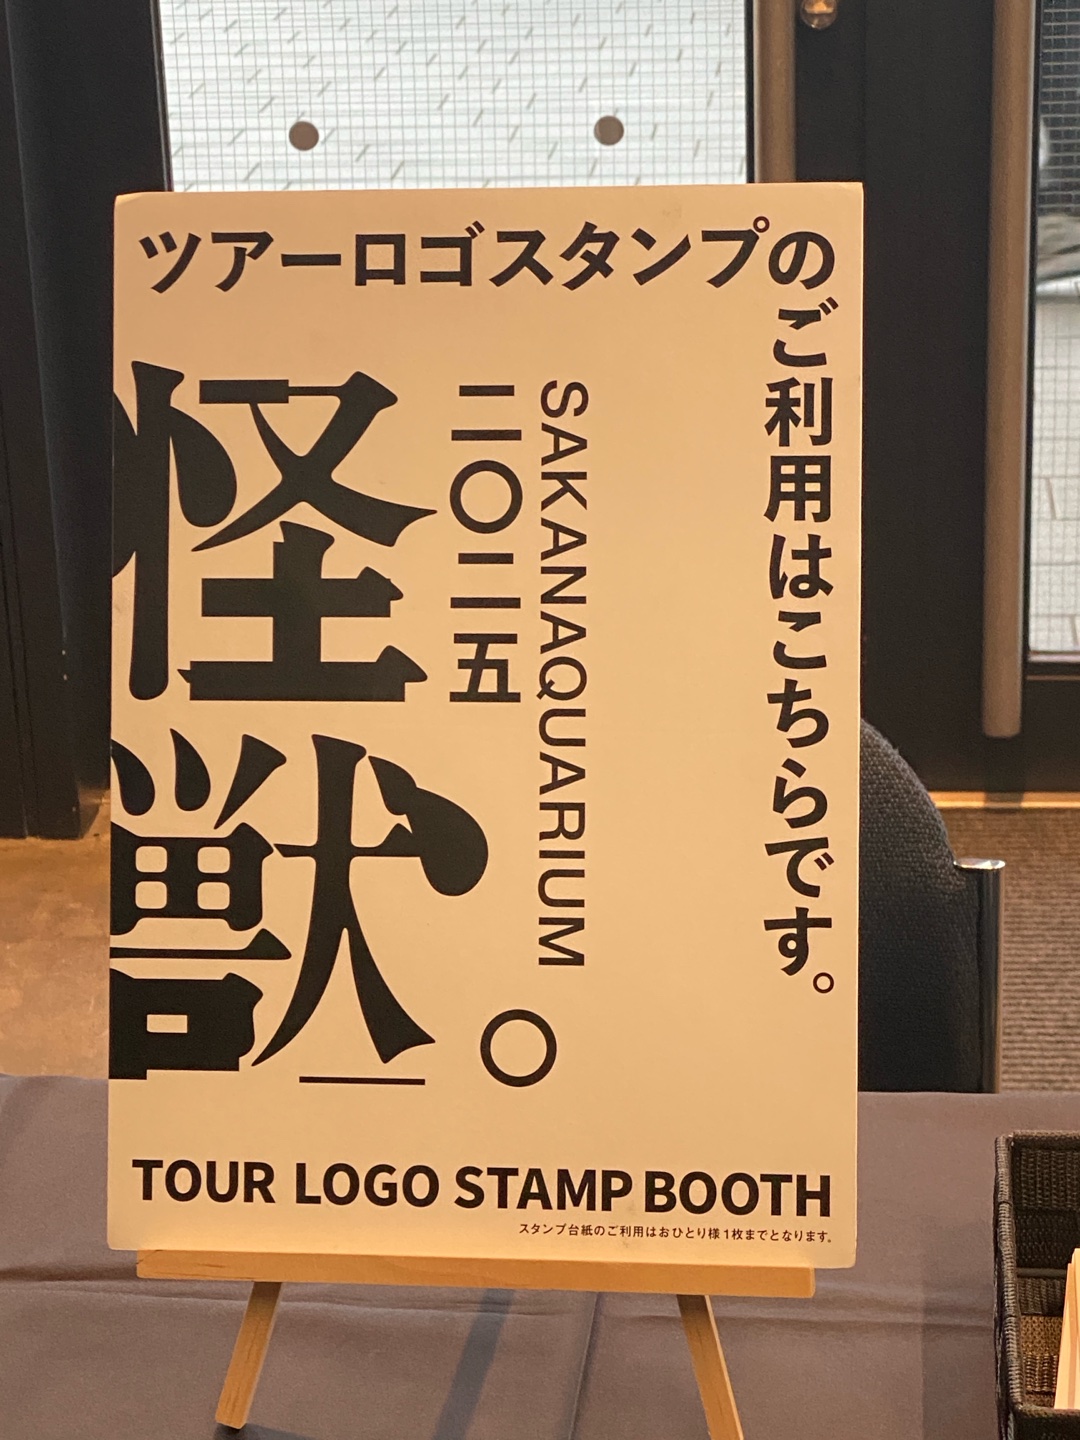 ツアーロゴスタンプの
ご利用はこちらです。
SAKANAQUARIUM
二〇二五
怪獣
TOUR LOGO STAMP BOOTH
スタンプ台紙のご利用はおひとり様1枚までとなります。